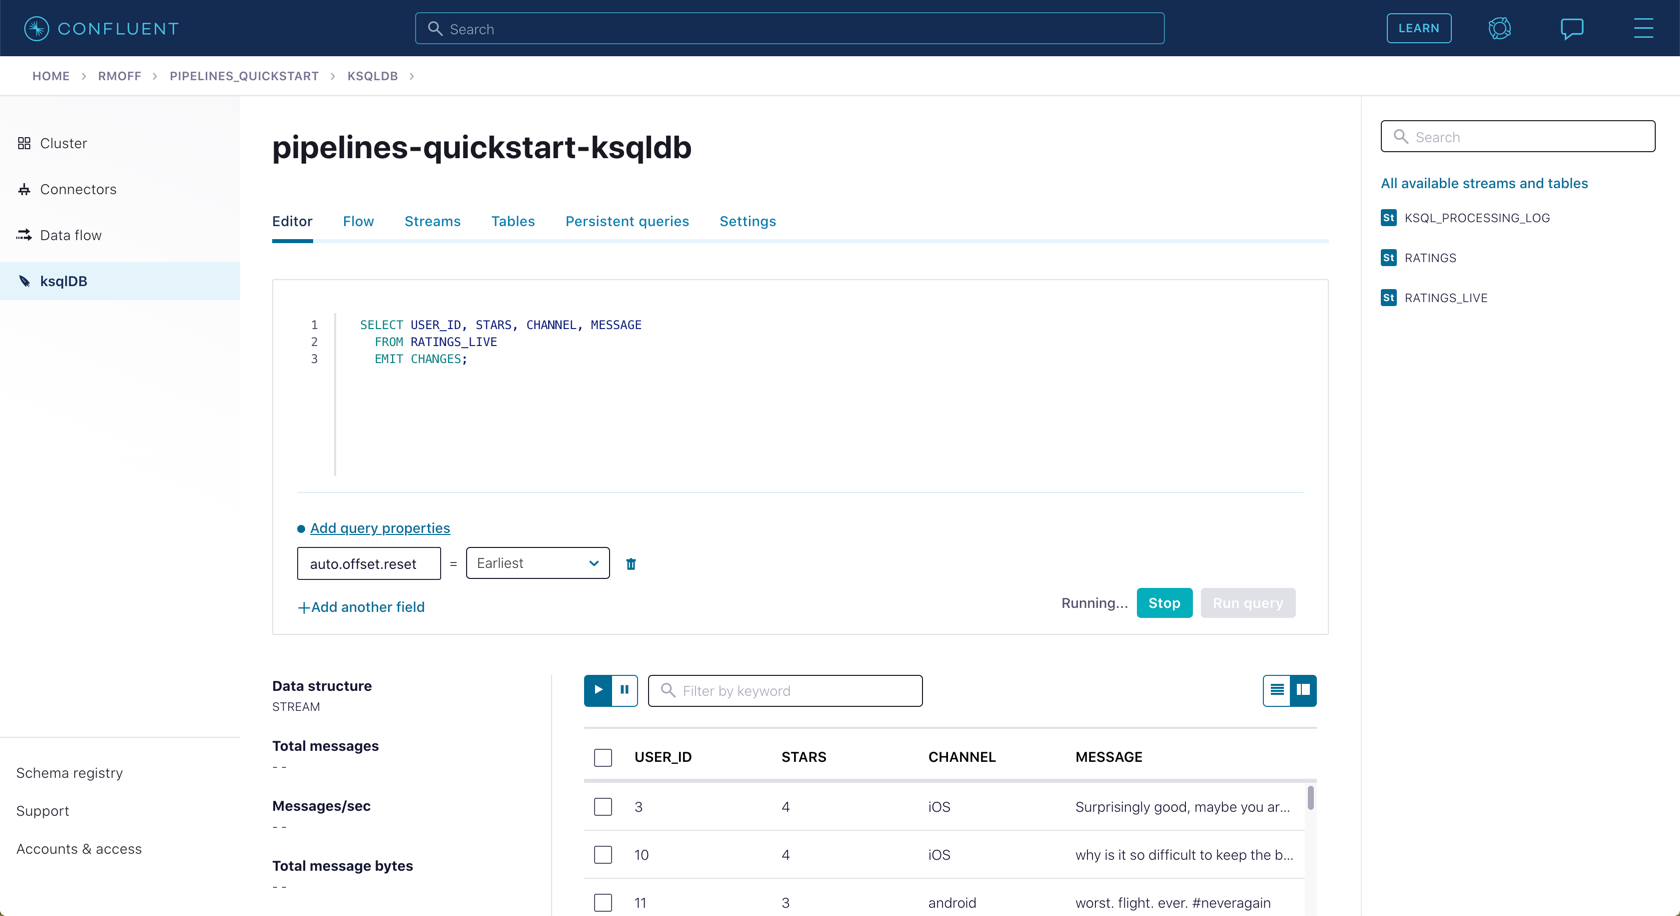 CONFLUENT
Search
LEARN
HOME > RMOFF > PIPELINES_QUICKSTART > KSQLDB >
Cluster
Connectors
Data flow
ksqlDB
Schema registry
Support
Accounts & access
pipelines-quickstart-ksqldb
Editor Flow Streams Tables Persistent queries Settings
1 SELECT USER_ID, STARS, CHANNEL, MESSAGE
2 FROM RATINGS_LIVE
3 EMIT CHANGES;
Add query properties
auto.offset.reset = Earliest
+Add another field
Running... Stop Run query
Data structure
STREAM
Total messages
--
Messages/sec
--
Total message bytes
--
Filter by keyword
USER_ID STARS CHANNEL MESSAGE
3 4 iOS Surprisingly good, maybe you ar...
10 4 iOS why is it so difficult to keep the b...
11 3 android worst. flight. ever. #neveragain
Search
All available streams and tables
St KSQL_PROCESSING_LOG
St RATINGS
St RATINGS_LIVE